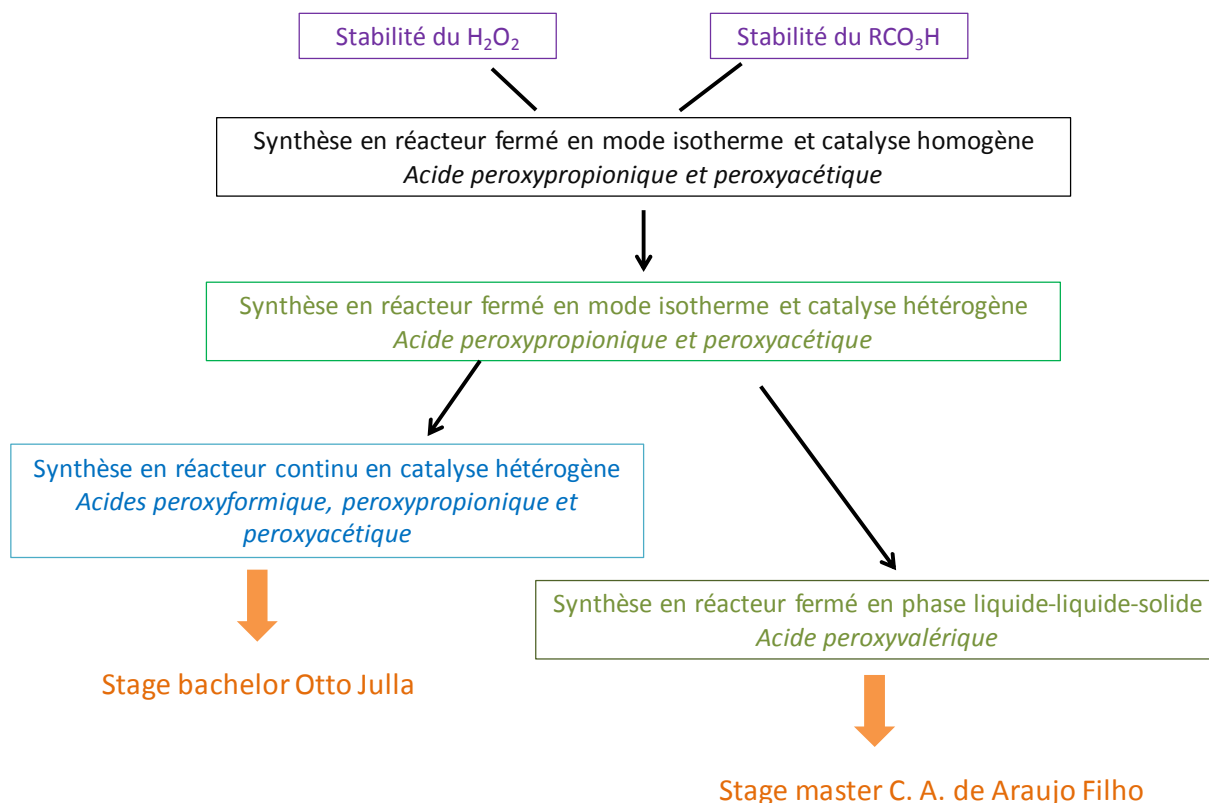 Stabilité du H₂O₂
Stabilité du RCO₃H
Synthèse en réacteur fermé en mode isotherme et catalyse homogène
Acide peroxypropionique et peroxyacétique
Synthèse en réacteur fermé en mode isotherme et catalyse hétérogène
Acide peroxypropionique et peroxyacétique
Synthèse en réacteur continu en catalyse hétérogène
Acides peroxyformique, peroxypropionique et
peroxyacétique
Synthèse en réacteur fermé en phase liquide-liquide-solide
Acide peroxyvalérique
Stage bachelor Otto Julla
Stage master C. A. de Araujo Filho